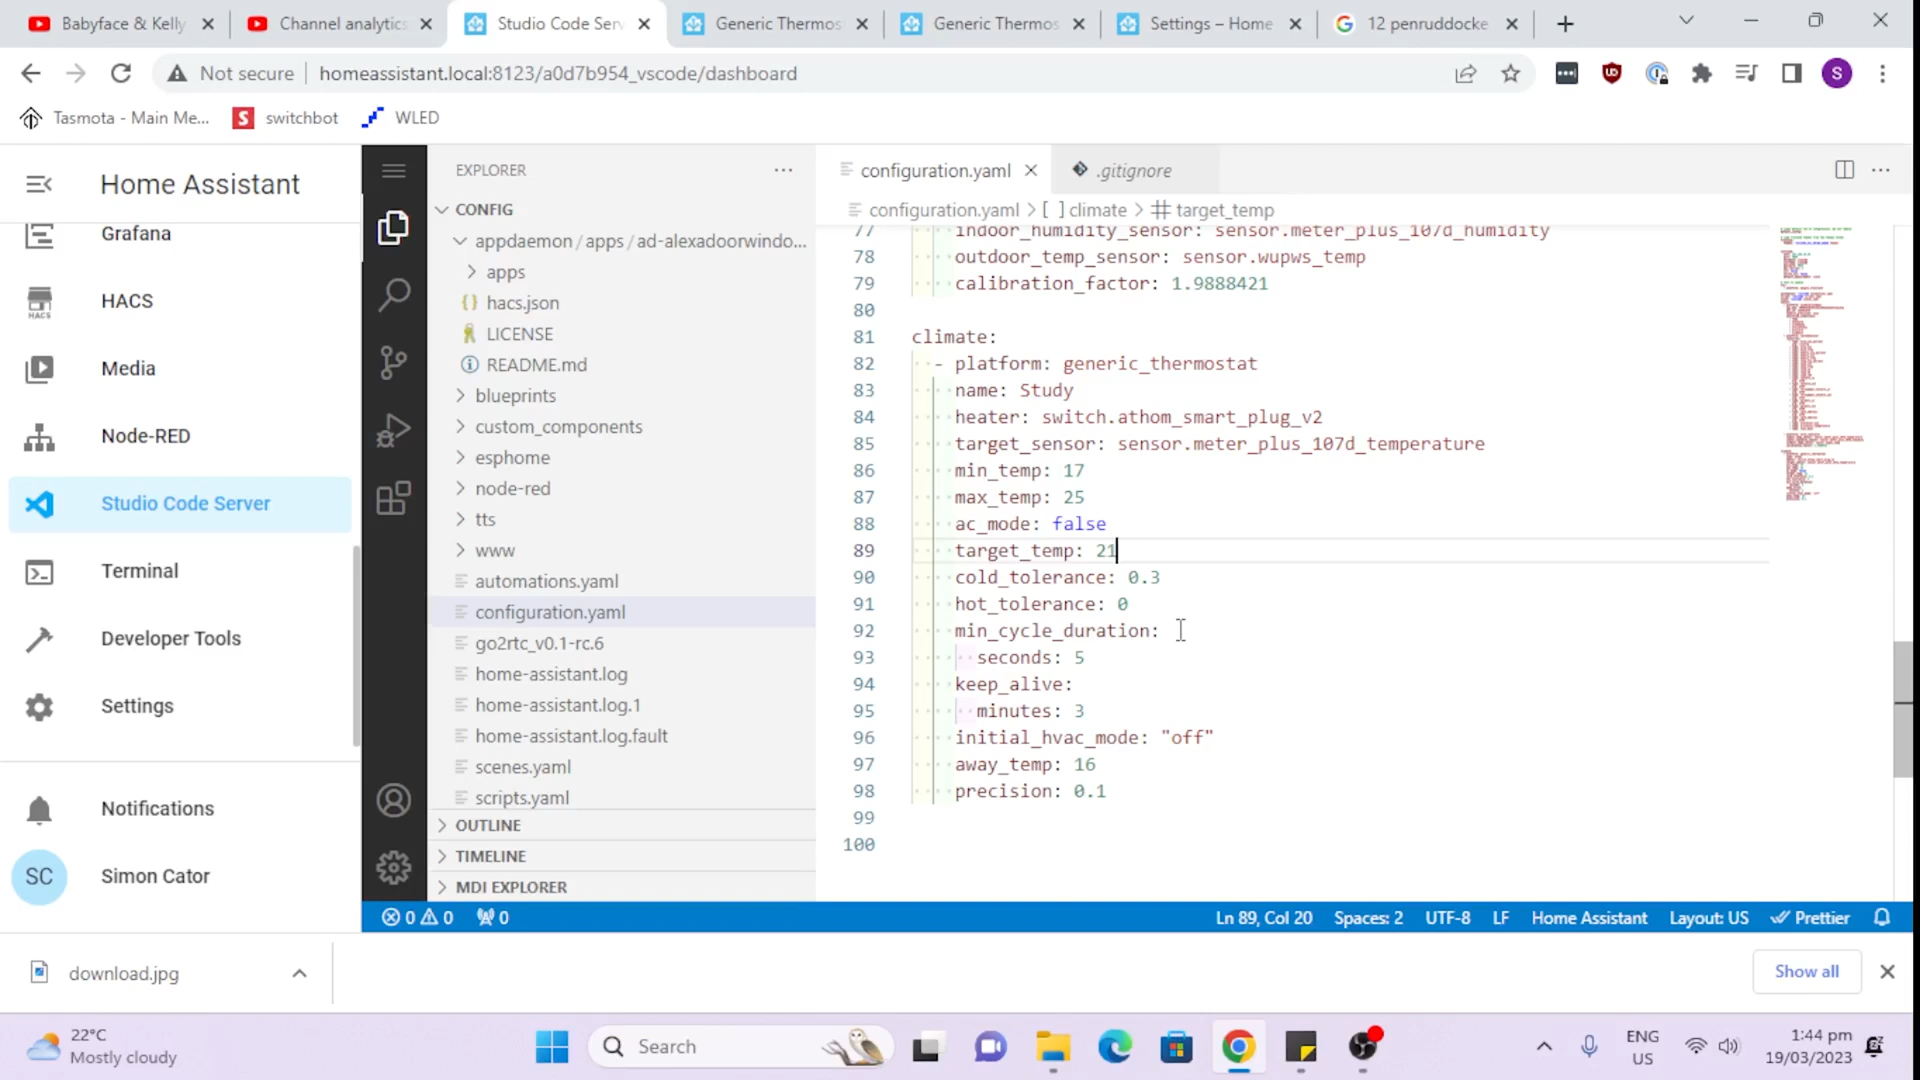 Babyface & Kelly
Channel analytics
Studio Code Serv
Generic Thermos
Generic Thermos
Settings – Home
12 penruddocke
Not secure
homeassistant.local:8123/a0d7b954_vscode/dashboard
S
Tasmota - Main Me...
switchbot
WLED
Home Assistant
Grafana
HACS
HACS
Media
Node-RED
Studio Code Server
Terminal
Developer Tools
Settings
Notifications
SC
Simon Cator
EXPLORER
CONFIG
appdaemon/apps/ad-alexadoorwindo...
apps
hacs.json
LICENSE
README.md
blueprints
custom_components
esphome
node-red
tts
www
automations.yaml
configuration.yaml
go2rtc_v0.1-rc.6
home-assistant.log
home-assistant.log.1
home-assistant.log.fault
scenes.yaml
scripts.yaml
OUTLINE
TIMELINE
MDI EXPLORER
configuration.yaml
.gitignore
configuration.yaml > [ ] climate > target_temp
77 indoor_humidity_sensor: sensor.meter_plus_107d_humidity
78 outdoor_temp_sensor: sensor.wupws_temp
79 calibration_factor: 1.9888421
80
81 climate:
82 - platform: generic_thermostat
83 name: Study
84 heater: switch.athom_smart_plug_v2
85 target_sensor: sensor.meter_plus_107d_temperature
86 min_temp: 17
87 max_temp: 25
88 ac_mode: false
89 target_temp: 21
90 cold_tolerance: 0.3
91 hot_tolerance: 0
92 min_cycle_duration:
93 seconds: 5
94 keep_alive:
95 minutes: 3
96 initial_hvac_mode: "off"
97 away_temp: 16
98 precision: 0.1
99
100
0 0 0
Ln 89, Col 20 Spaces: 2 UTF-8 LF Home Assistant Layout: US Prettier
download.jpg
Show all
22°C
Mostly cloudy
Search
ENG
US
1:44 pm
19/03/2023